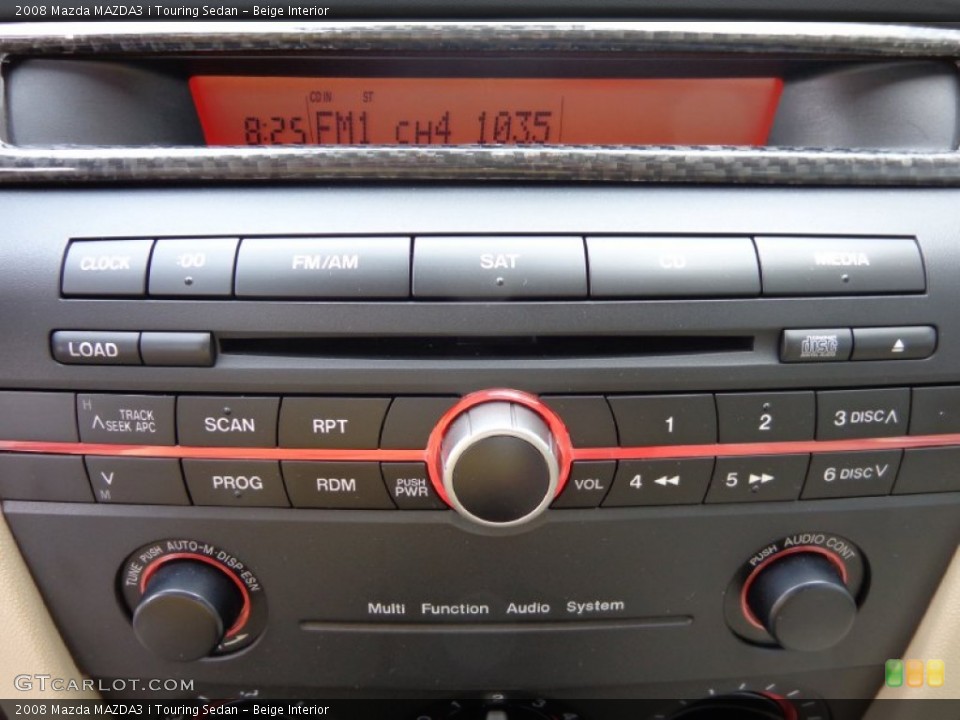 2008 Mazda MAZDA3 i Touring Sedan - Beige Interior
CD IN ST
8:25 FM1 CH4 103.5
CLOCK :00 FM/AM SAT CD MEDIA
LOAD disc
H TRACK SCAN RPT 1 2 3 DISC
SEEK APC
M PROG RDM PUSH PWR VOL 4 5 6 DISC
TUNE PUSH AUTO-M·DISP·ESN
PUSH AUDIO CONT
Multi Function Audio System
GTCARLOT.COM
2008 Mazda MAZDA3 i Touring Sedan - Beige Interior